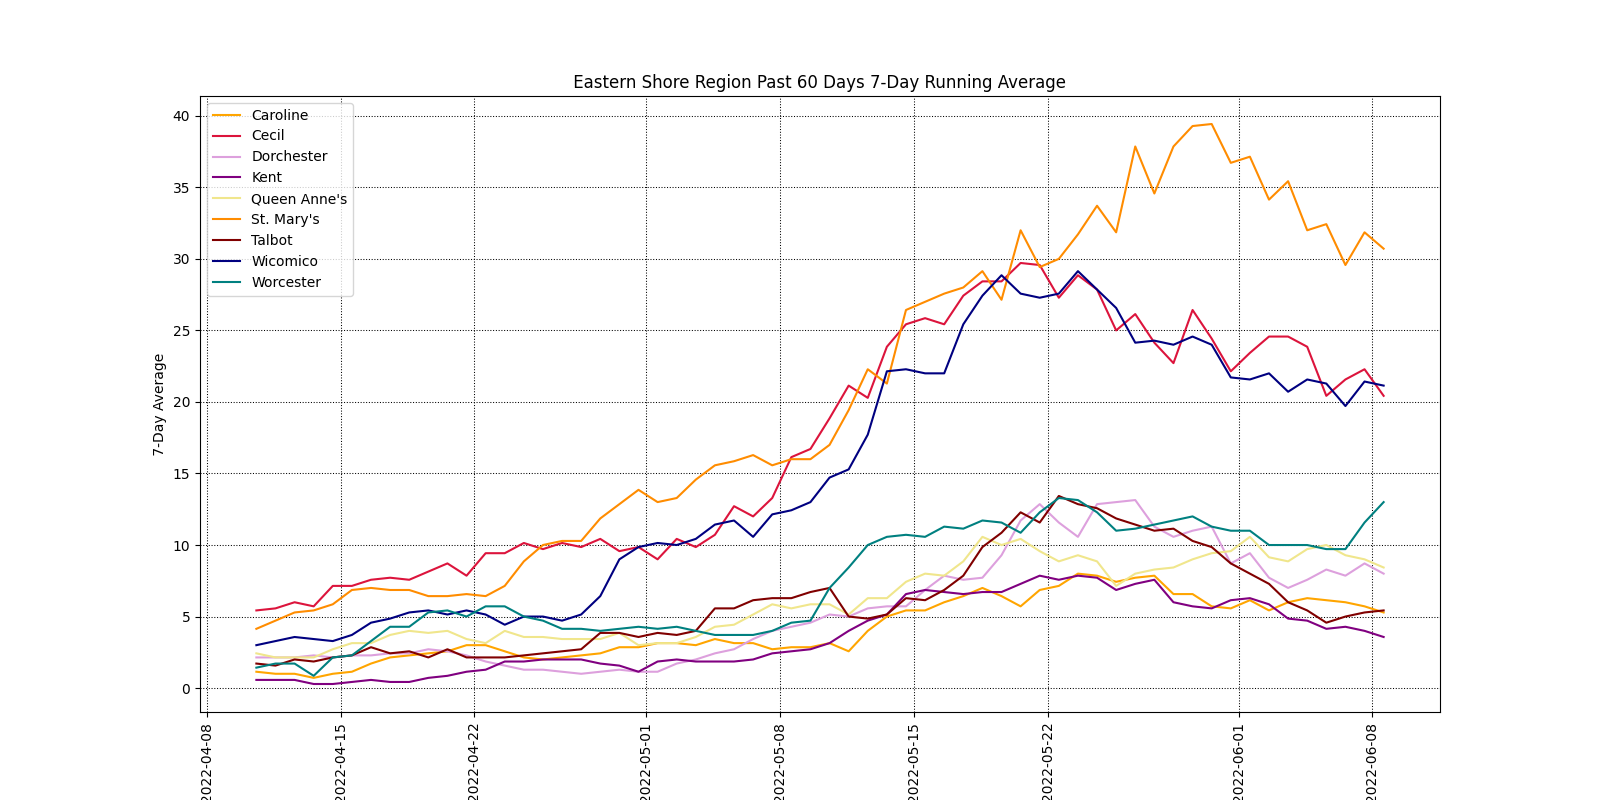 Eastern Shore Region Past 60 Days 7-Day Running Average
7-Day Average
40
35
30
25
20
15
10
5
0
Caroline
Cecil
Dorchester
Kent
Queen Anne's
St. Mary's
Talbot
Wicomico
Worcester
2022-04-08
2022-04-15
2022-04-22
2022-05-01
2022-05-08
2022-05-15
2022-05-22
2022-06-01
2022-06-08